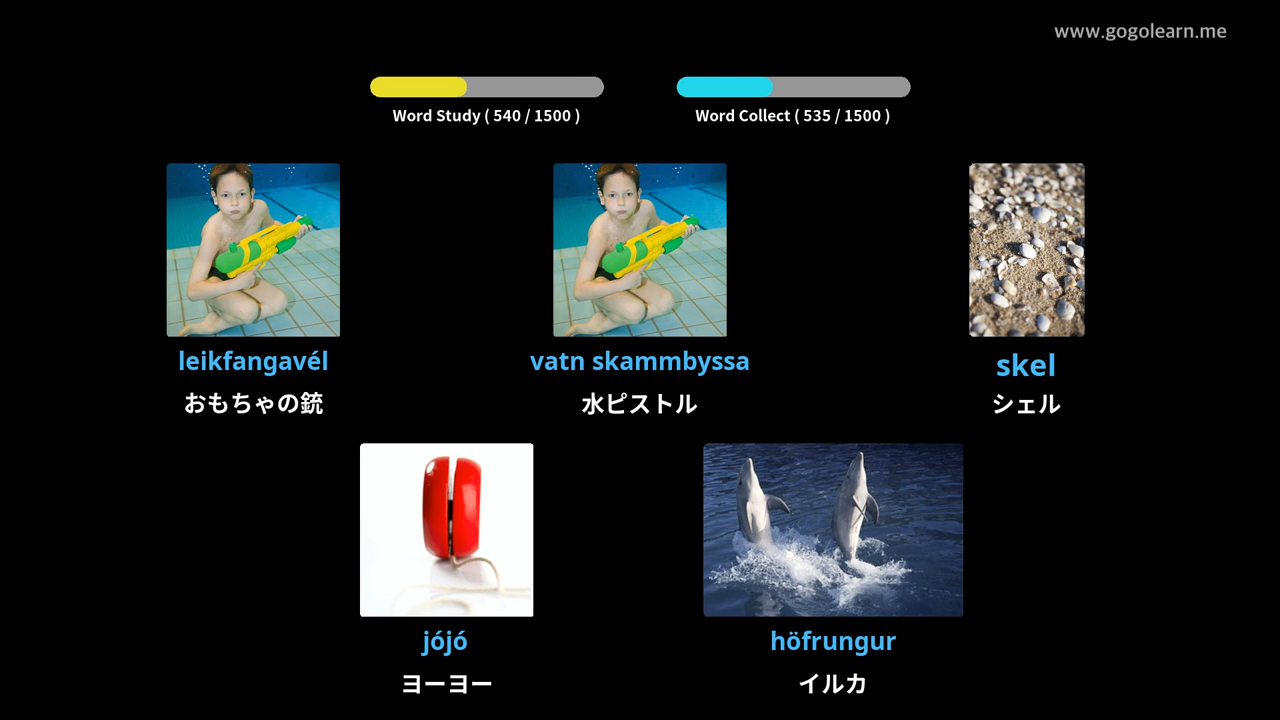 www.gogolearn.me
Word Study ( 540 / 1500 )
Word Collect ( 535 / 1500 )
leikfangavél
vatn skammbyssa
skel
おもちゃの銃
水ピストル
シェル
jójó
höfrungur
ヨーヨー
イルカ